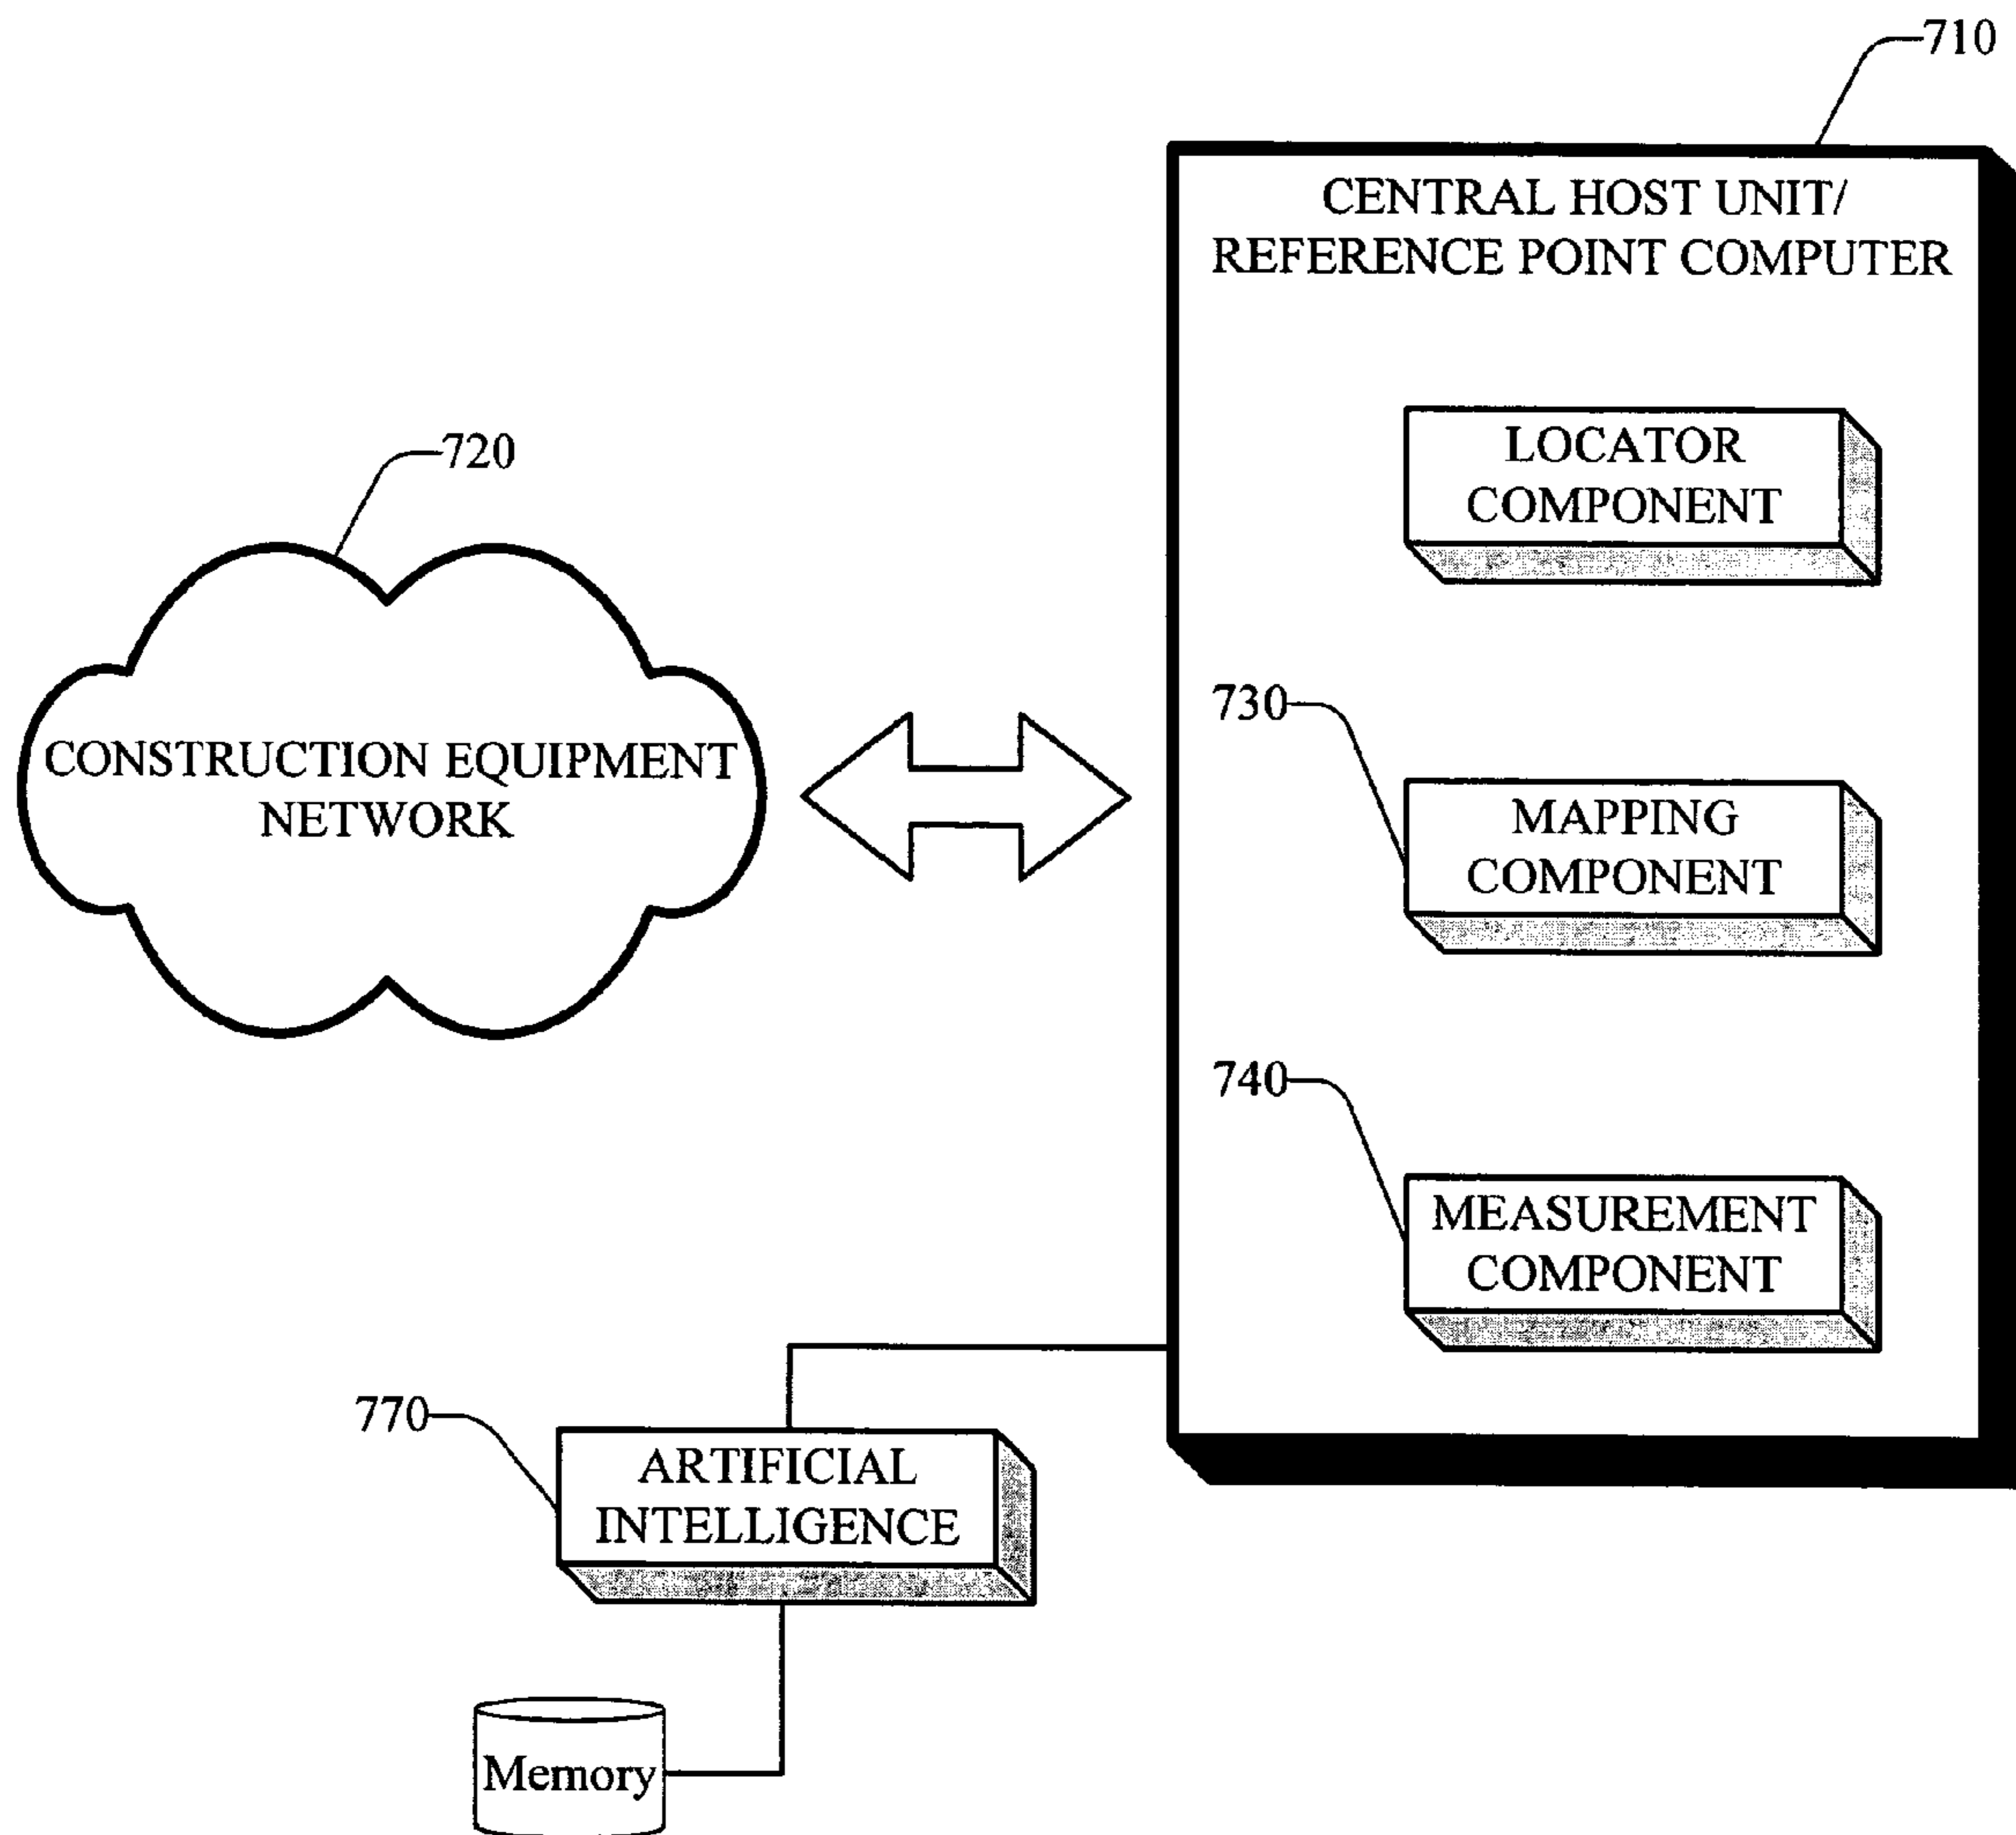 710
CENTRAL HOST UNIT/
REFERENCE POINT COMPUTER
LOCATOR
COMPONENT
720
CONSTRUCTION EQUIPMENT
NETWORK
730
MAPPING
COMPONENT
740
MEASUREMENT
COMPONENT
770
ARTIFICIAL
INTELLIGENCE
Memory